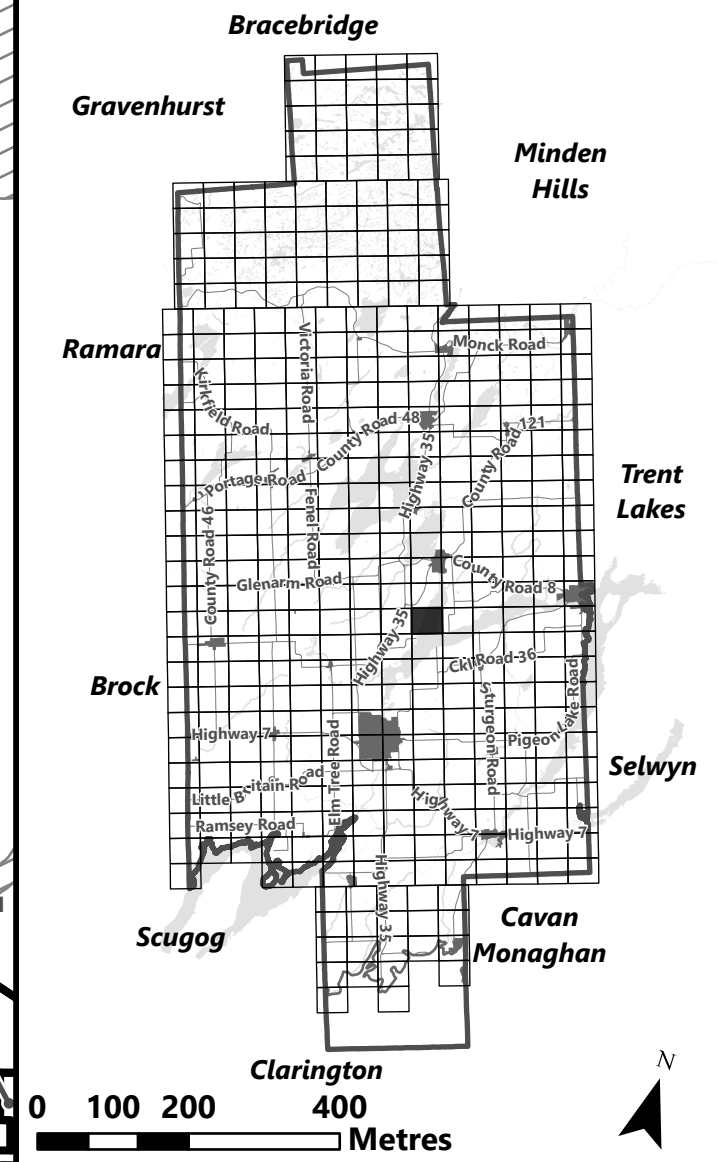 Bracebridge
Gravenhurst
Minden
Hills
Ramara
Monck Road
Victoria Road
Kirkfield Road
County Road 48
County Road 121
Highway 35
Portage Road
Trent
Lakes
Fenel Road
County Road 46
Glenarm Road
County Road 8
Highway 35
Ckl Road 36
Brock
Sturgeon Road
Pigeon Lake Road
Highway 7
Elm Tree Road
Selwyn
Little Britain Road
Highway 7
Ramsey Road
Highway 7
Highway 35
Scugog
Cavan
Monaghan
Clarington
N
0 100 200 400
Metres